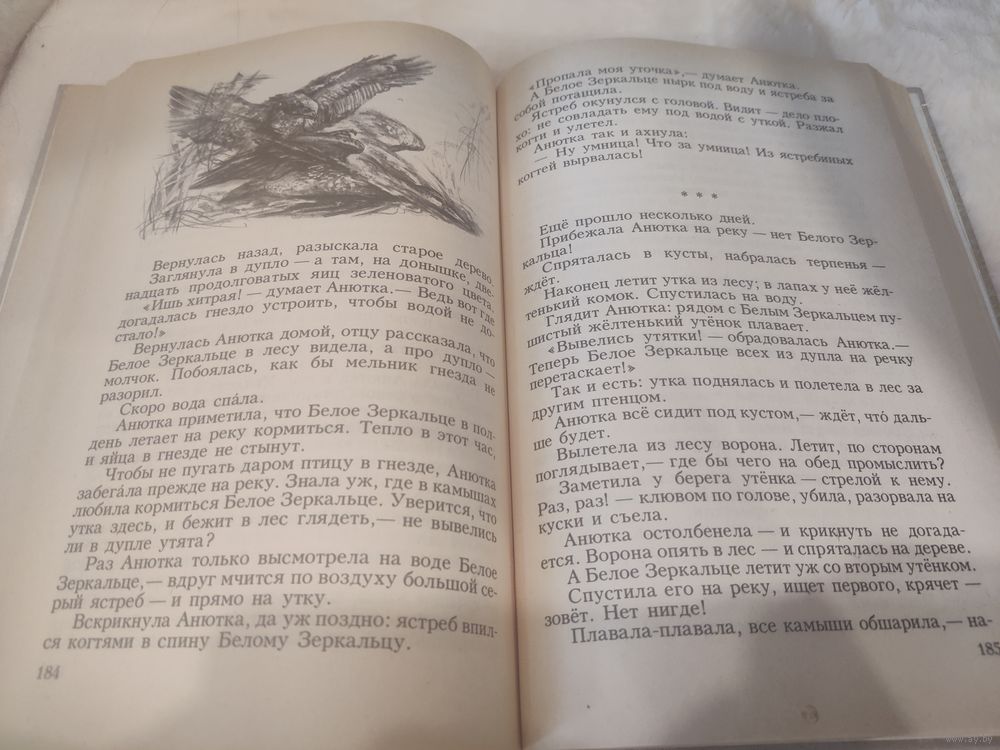 Вернулась назад, разыскала старое дерево.
Заглянула в дупло — а там, на донышке, две-
надцать продолговатых яиц зеленоватого цвета.
«Ишь хитрая! — думает Анютка.— Ведь вот где
догадалась гнездо устроить, чтобы водой не до-
стало!»
Вернулась Анютка домой, отцу рассказала, что
Белое Зеркальце в лесу видела, а про дупло —
молчок. Побоялась, как бы мельник гнезда не
разорил.
Скоро вода спáла.
Анютка приметила, что Белое Зеркальце в пол-
день летает на реку кормиться. Тепло в этот час,
и яйца в гнезде не стынут.
Чтобы не пугать даром птицу в гнезде, Анютка
забегáла прежде на реку. Знала уж, где в камышах
любила кормиться Белое Зеркальце. Уверится, что
утка здесь, и бежит в лес глядеть,— не вывелись
ли в дупле утята?
Раз Анютка только высмотрела на воде Белое
Зеркальце,— вдруг мчится по воздуху большой се-
рый ястреб — и прямо на утку.
Вскрикнула Анютка, да уж поздно: ястреб впил-
ся когтями в спину Белому Зеркальцу.
184
«Пропала моя уточка»,— думает Анютка.
А Белое Зеркальце нырк под воду и ястреба за
собой потащила.
Ястреб окунулся с головой. Видит — дело пло-
хо: не совладать ему под водой с уткой. Разжал
когти и улетел.
Анютка так и ахнула:
— Ну умница! Что за умница! Из ястребиных
когтей вырвалась!
* * *
Ещё прошло несколько дней.
Прибежала Анютка на реку — нет Белого Зер-
кальца!
Спряталась в кусты, набралась терпенья —
ждёт.
Наконец летит утка из лесу; в лапах у неё жёл-
тенький комок. Спустилась на воду.
Глядит Анютка: рядом с Белым Зеркальцем пу-
шистый жёлтенький утёнок плавает.
«Вывелись утятки! — обрадовалась Анютка.—
Теперь Белое Зеркальце всех из дупла на речку
перетаскает!»
Так и есть: утка поднялась и полетела в лес за
другим птенцом.
Анютка всё сидит под кустом,— ждёт, чтó даль-
ше будет.
Вылетела из лесу ворона. Летит, по сторонам
поглядывает,— где бы чего на обед промыслить?
Заметила у берега утёнка — стрелой к нему.
Раз, раз! — клювом по голове, убила, разорвала на
куски и съела.
Анютка остолбенела — и крикнуть не догада-
ется. Ворона опять в лес — и спряталась на дереве.
А Белое Зеркальце летит уж со вторым утёнком.
Спустила его на реку, ищет первого, крячет —
зовёт. Нет нигде!
Плавала-плавала, все камыши обшарила,— на-
185
www.ay.by